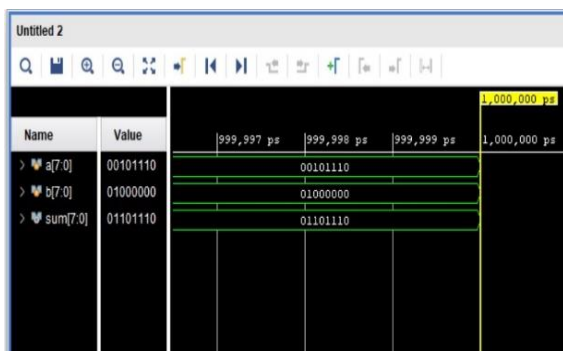 Untitled 2
1,000,000 ps
Name Value 999,997 ps 999,998 ps 999,999 ps 1,000,000 ps
a[7:0] 00101110 00101110
b[7:0] 01000000 01000000
sum[7:0] 01101110 01101110